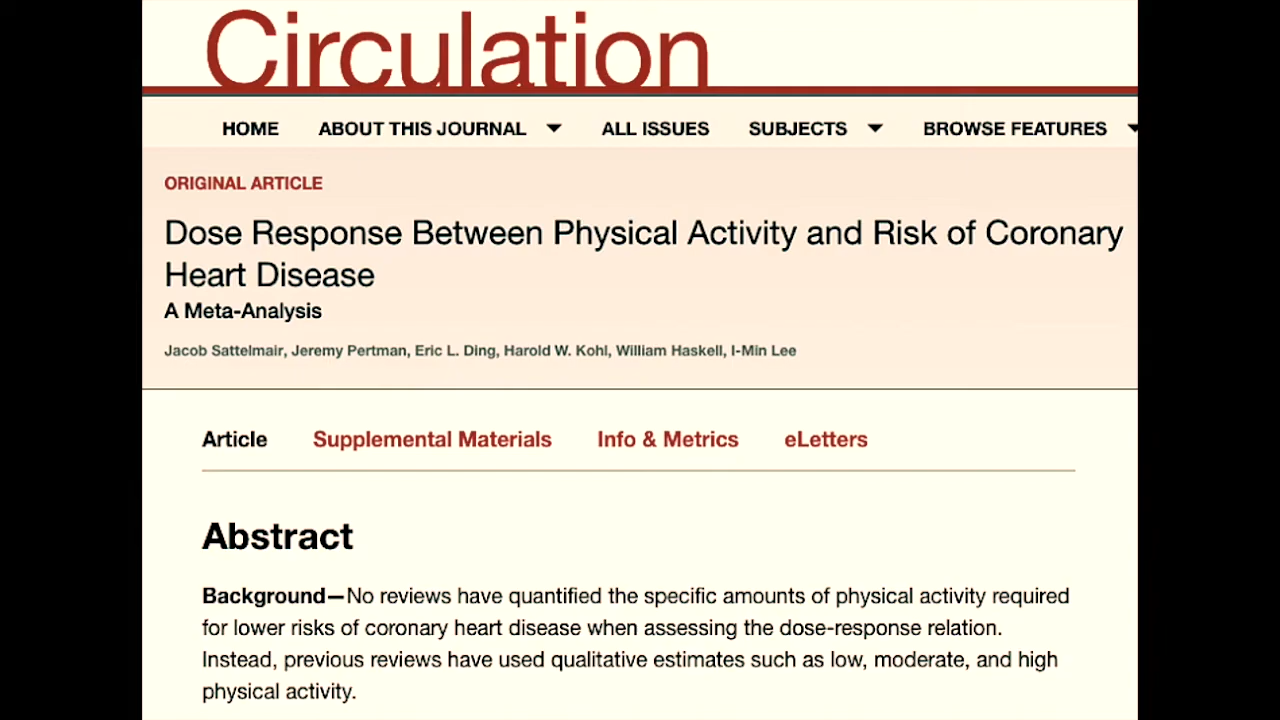 Circulation
HOME ABOUT THIS JOURNAL ALL ISSUES SUBJECTS BROWSE FEATURES
ORIGINAL ARTICLE
Dose Response Between Physical Activity and Risk of Coronary
Heart Disease
A Meta-Analysis
Jacob Sattelmair, Jeremy Pertman, Eric L. Ding, Harold W. Kohl, William Haskell, I-Min Lee
Article Supplemental Materials Info & Metrics eLetters
Abstract
Background—No reviews have quantified the specific amounts of physical activity required
for lower risks of coronary heart disease when assessing the dose-response relation.
Instead, previous reviews have used qualitative estimates such as low, moderate, and high
physical activity.